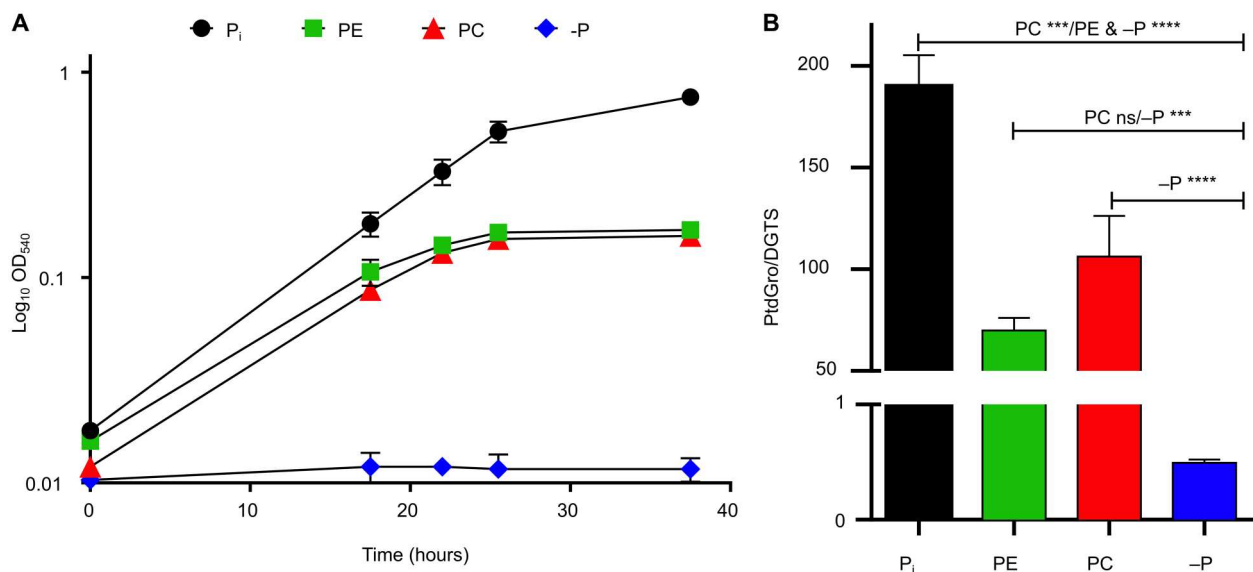 A
Pi
PE
PC
-P
1
0.1
0.01
Log10 OD540
0
10
20
30
40
Time (hours)
B
PC ***/PE & –P ****
PC ns/–P ***
–P ****
200
150
100
50
1
0
PtdGro/DGTS
Pi
PE
PC
–P